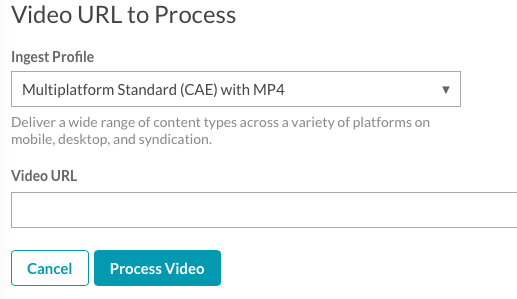 Video URL to Process
Ingest Profile
Multiplatform Standard (CAE) with MP4
Deliver a wide range of content types across a variety of platforms on
mobile, desktop, and syndication.
Video URL
Cancel Process Video